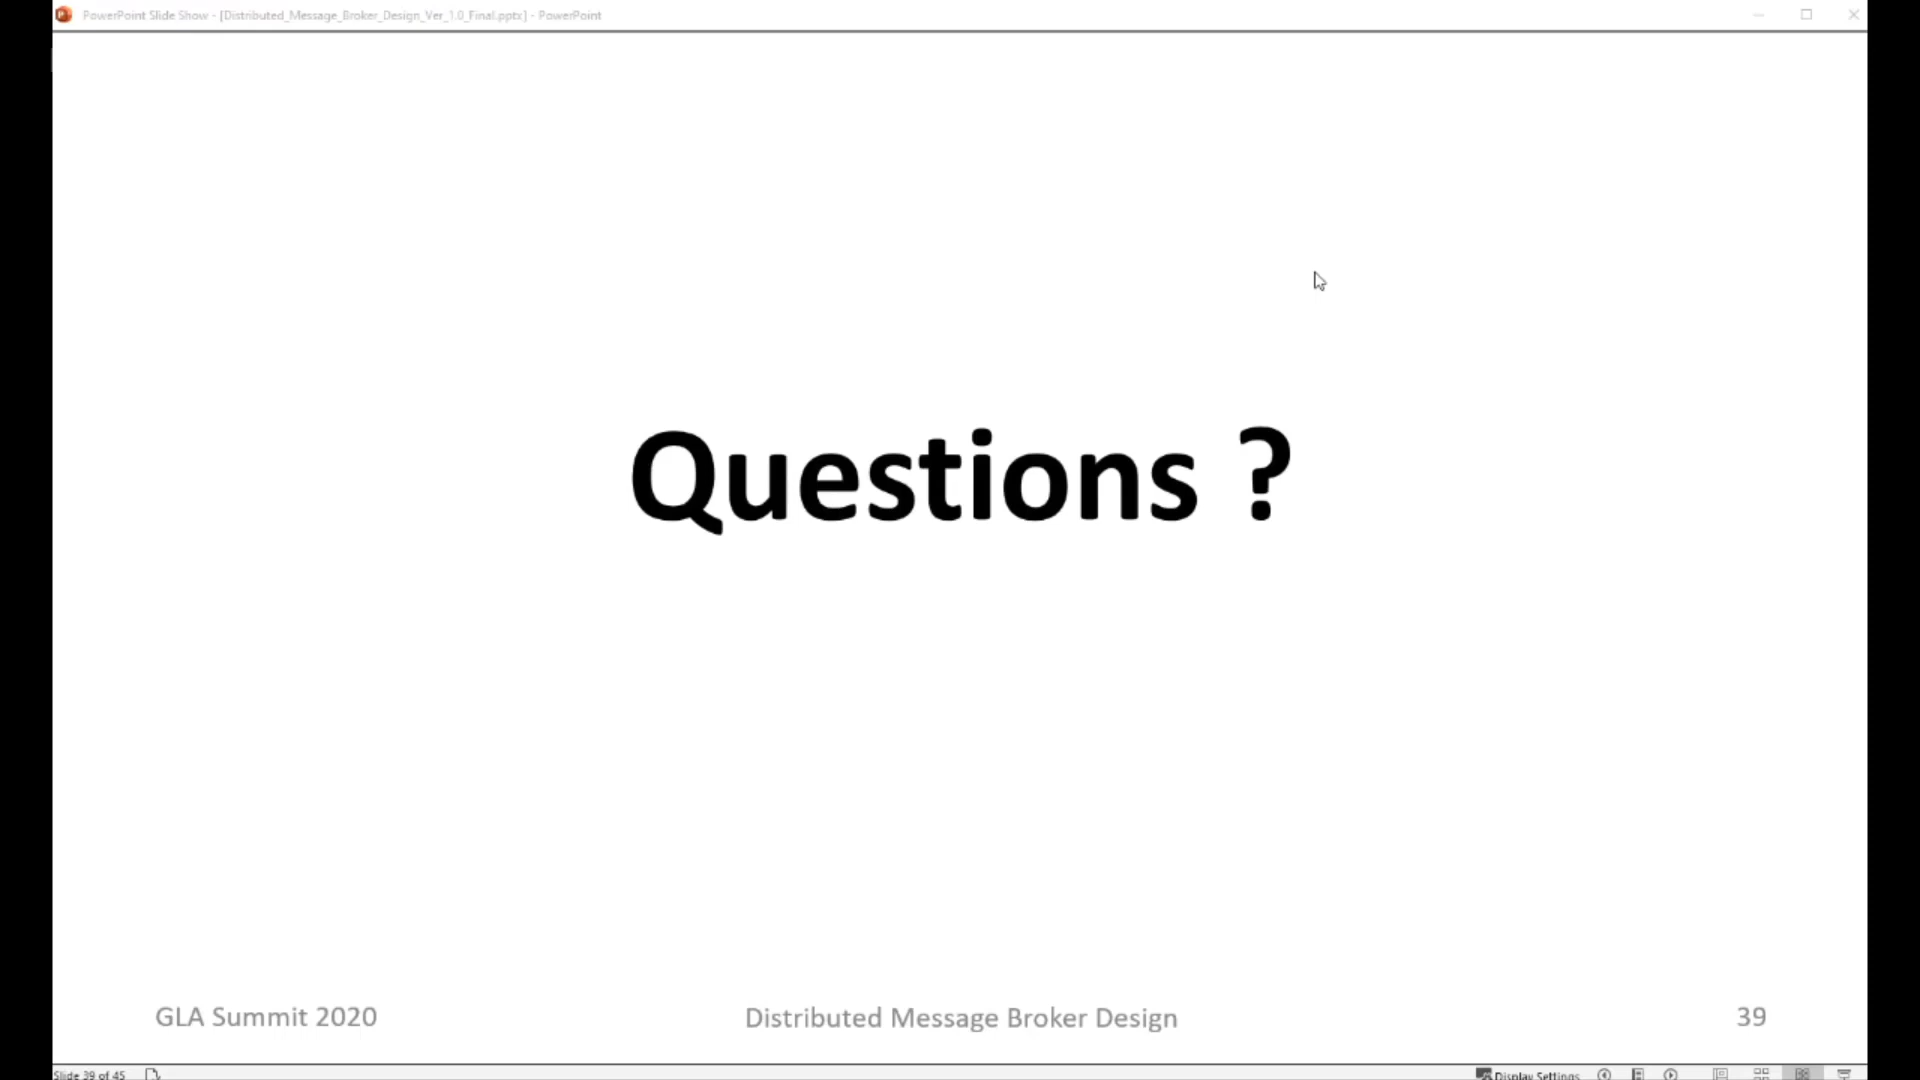 PowerPoint Slide Show - [Distributed_Message_Broker_Design_Ver_1.0_Final.pptx] - PowerPoint
Questions ?
GLA Summit 2020
Distributed Message Broker Design
39
Slide 39 of 45
Display Settings